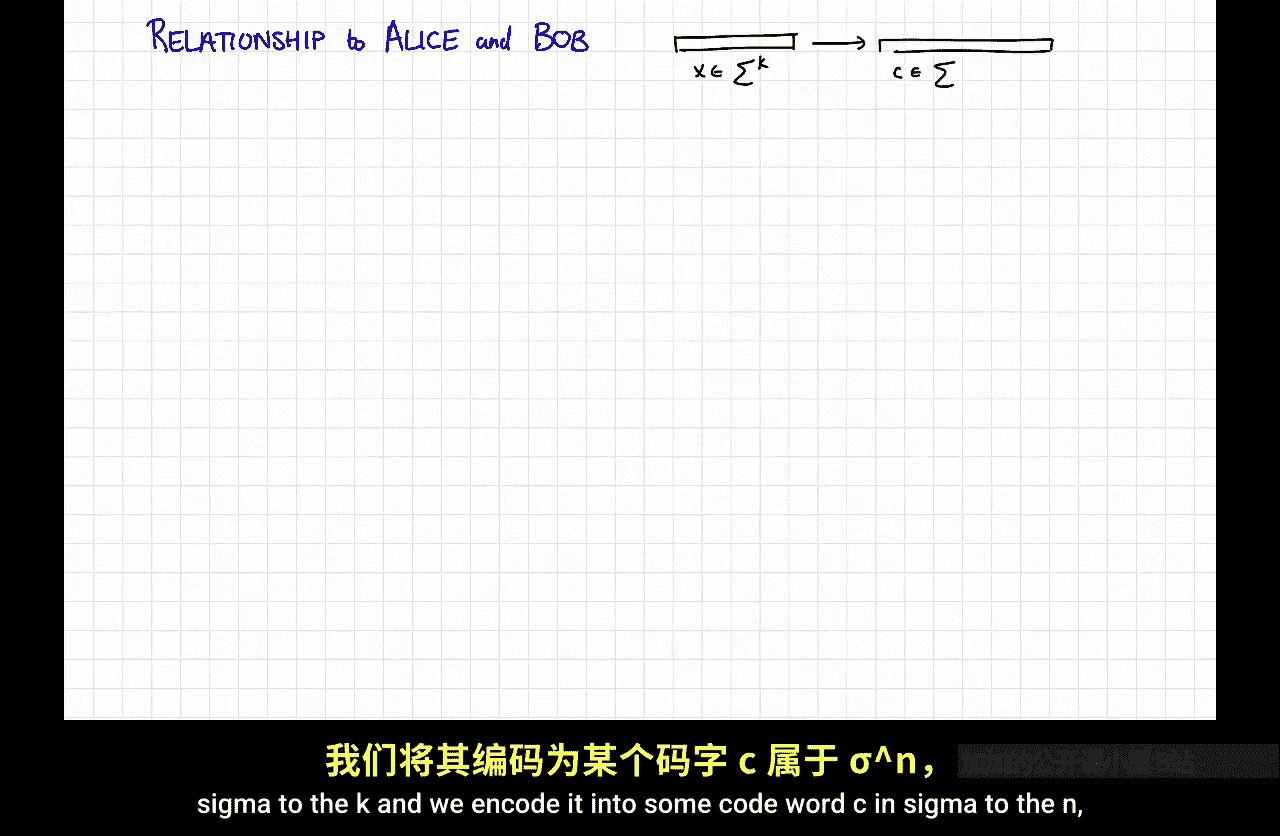 RELATIONSHIP to ALICE and BOB
x ∈ Σ^k → c ∈ Σ
我们将其编码为某个码字 c 属于 σ^n，
sigma to the k and we encode it into some code word c in sigma to the n,